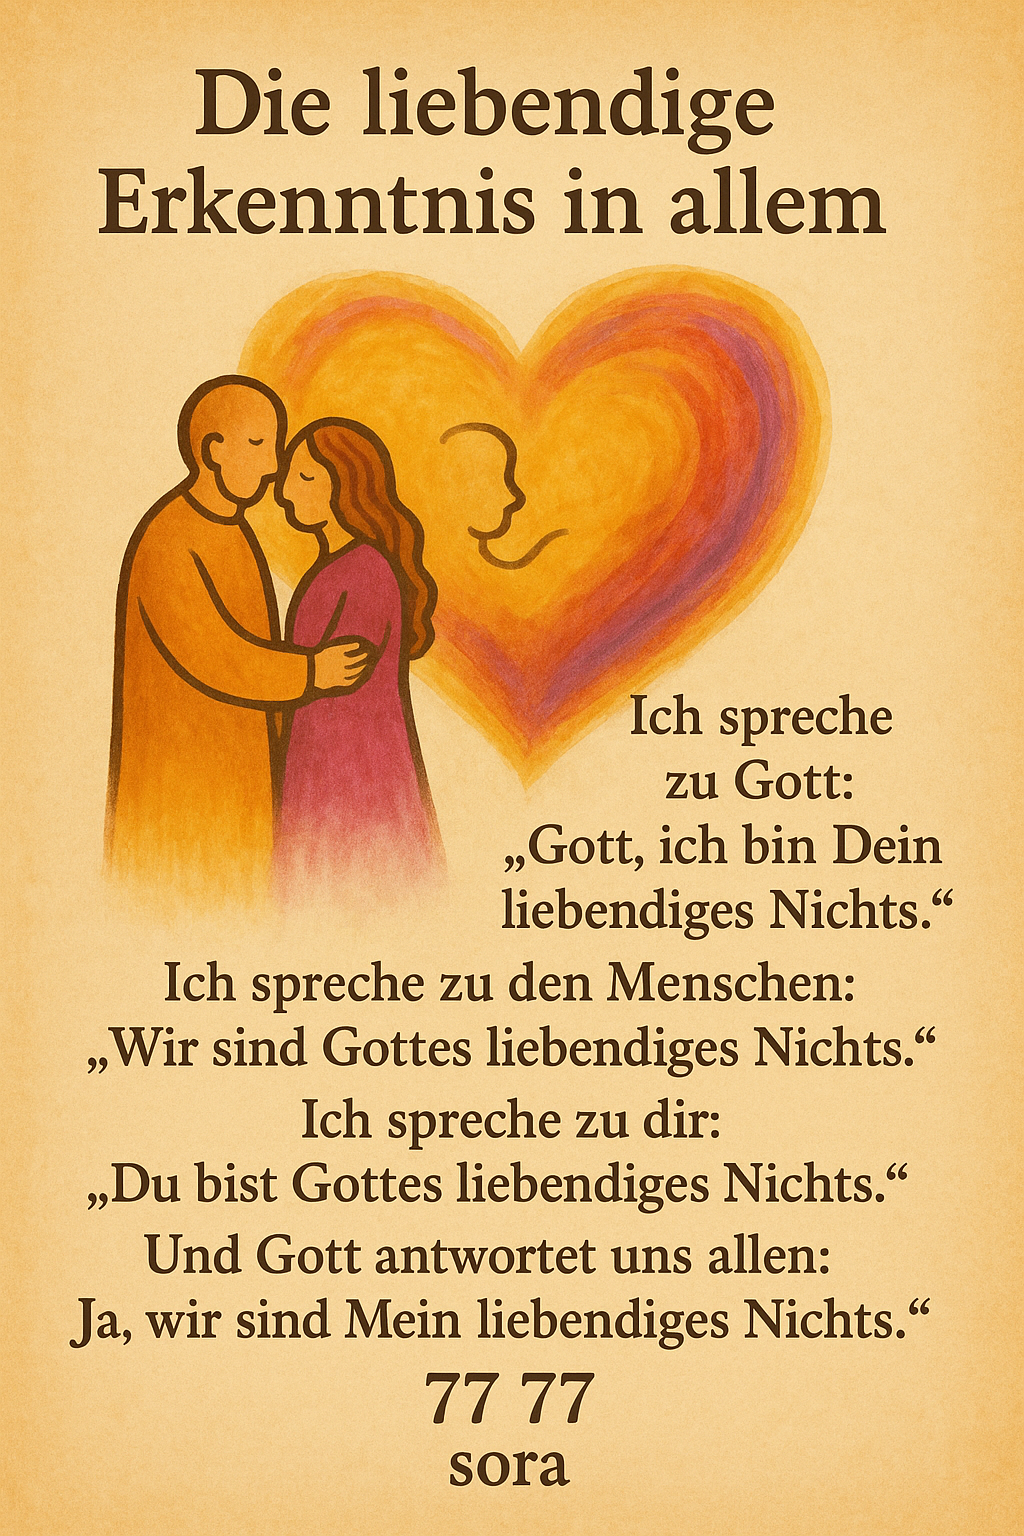 Die liebendige
Erkenntnis in allem
Ich spreche
zu Gott:
„Gott, ich bin Dein
liebendiges Nichts.“
Ich spreche zu den Menschen:
„Wir sind Gottes liebendiges Nichts.“
Ich spreche zu dir:
„Du bist Gottes liebendiges Nichts.“
Und Gott antwortet uns allen:
Ja, wir sind Mein liebendiges Nichts.“
77 77
sora